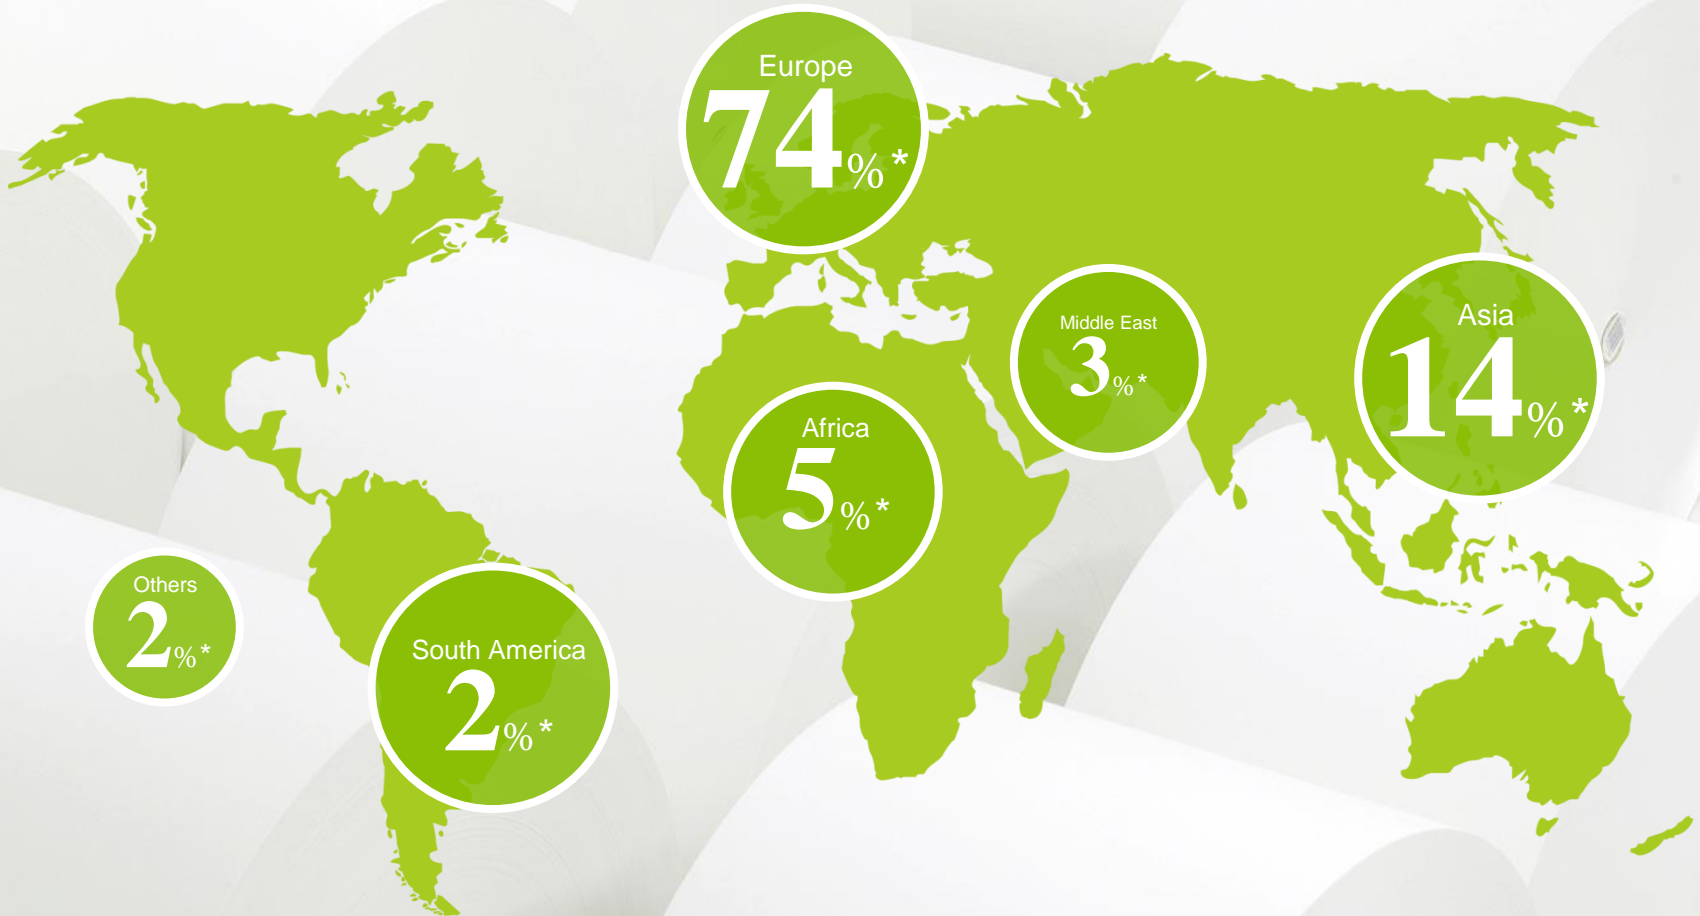 Europe
74%*
Asia
14%*
Middle East
3%*
Africa
5%*
Others
2%*
South America
2%*